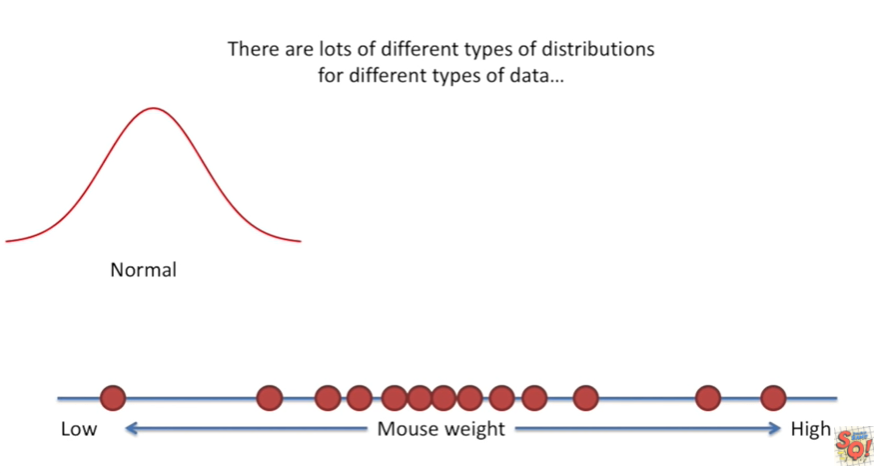 There are lots of different types of distributions
for different types of data...
Normal
Low
Mouse weight
High